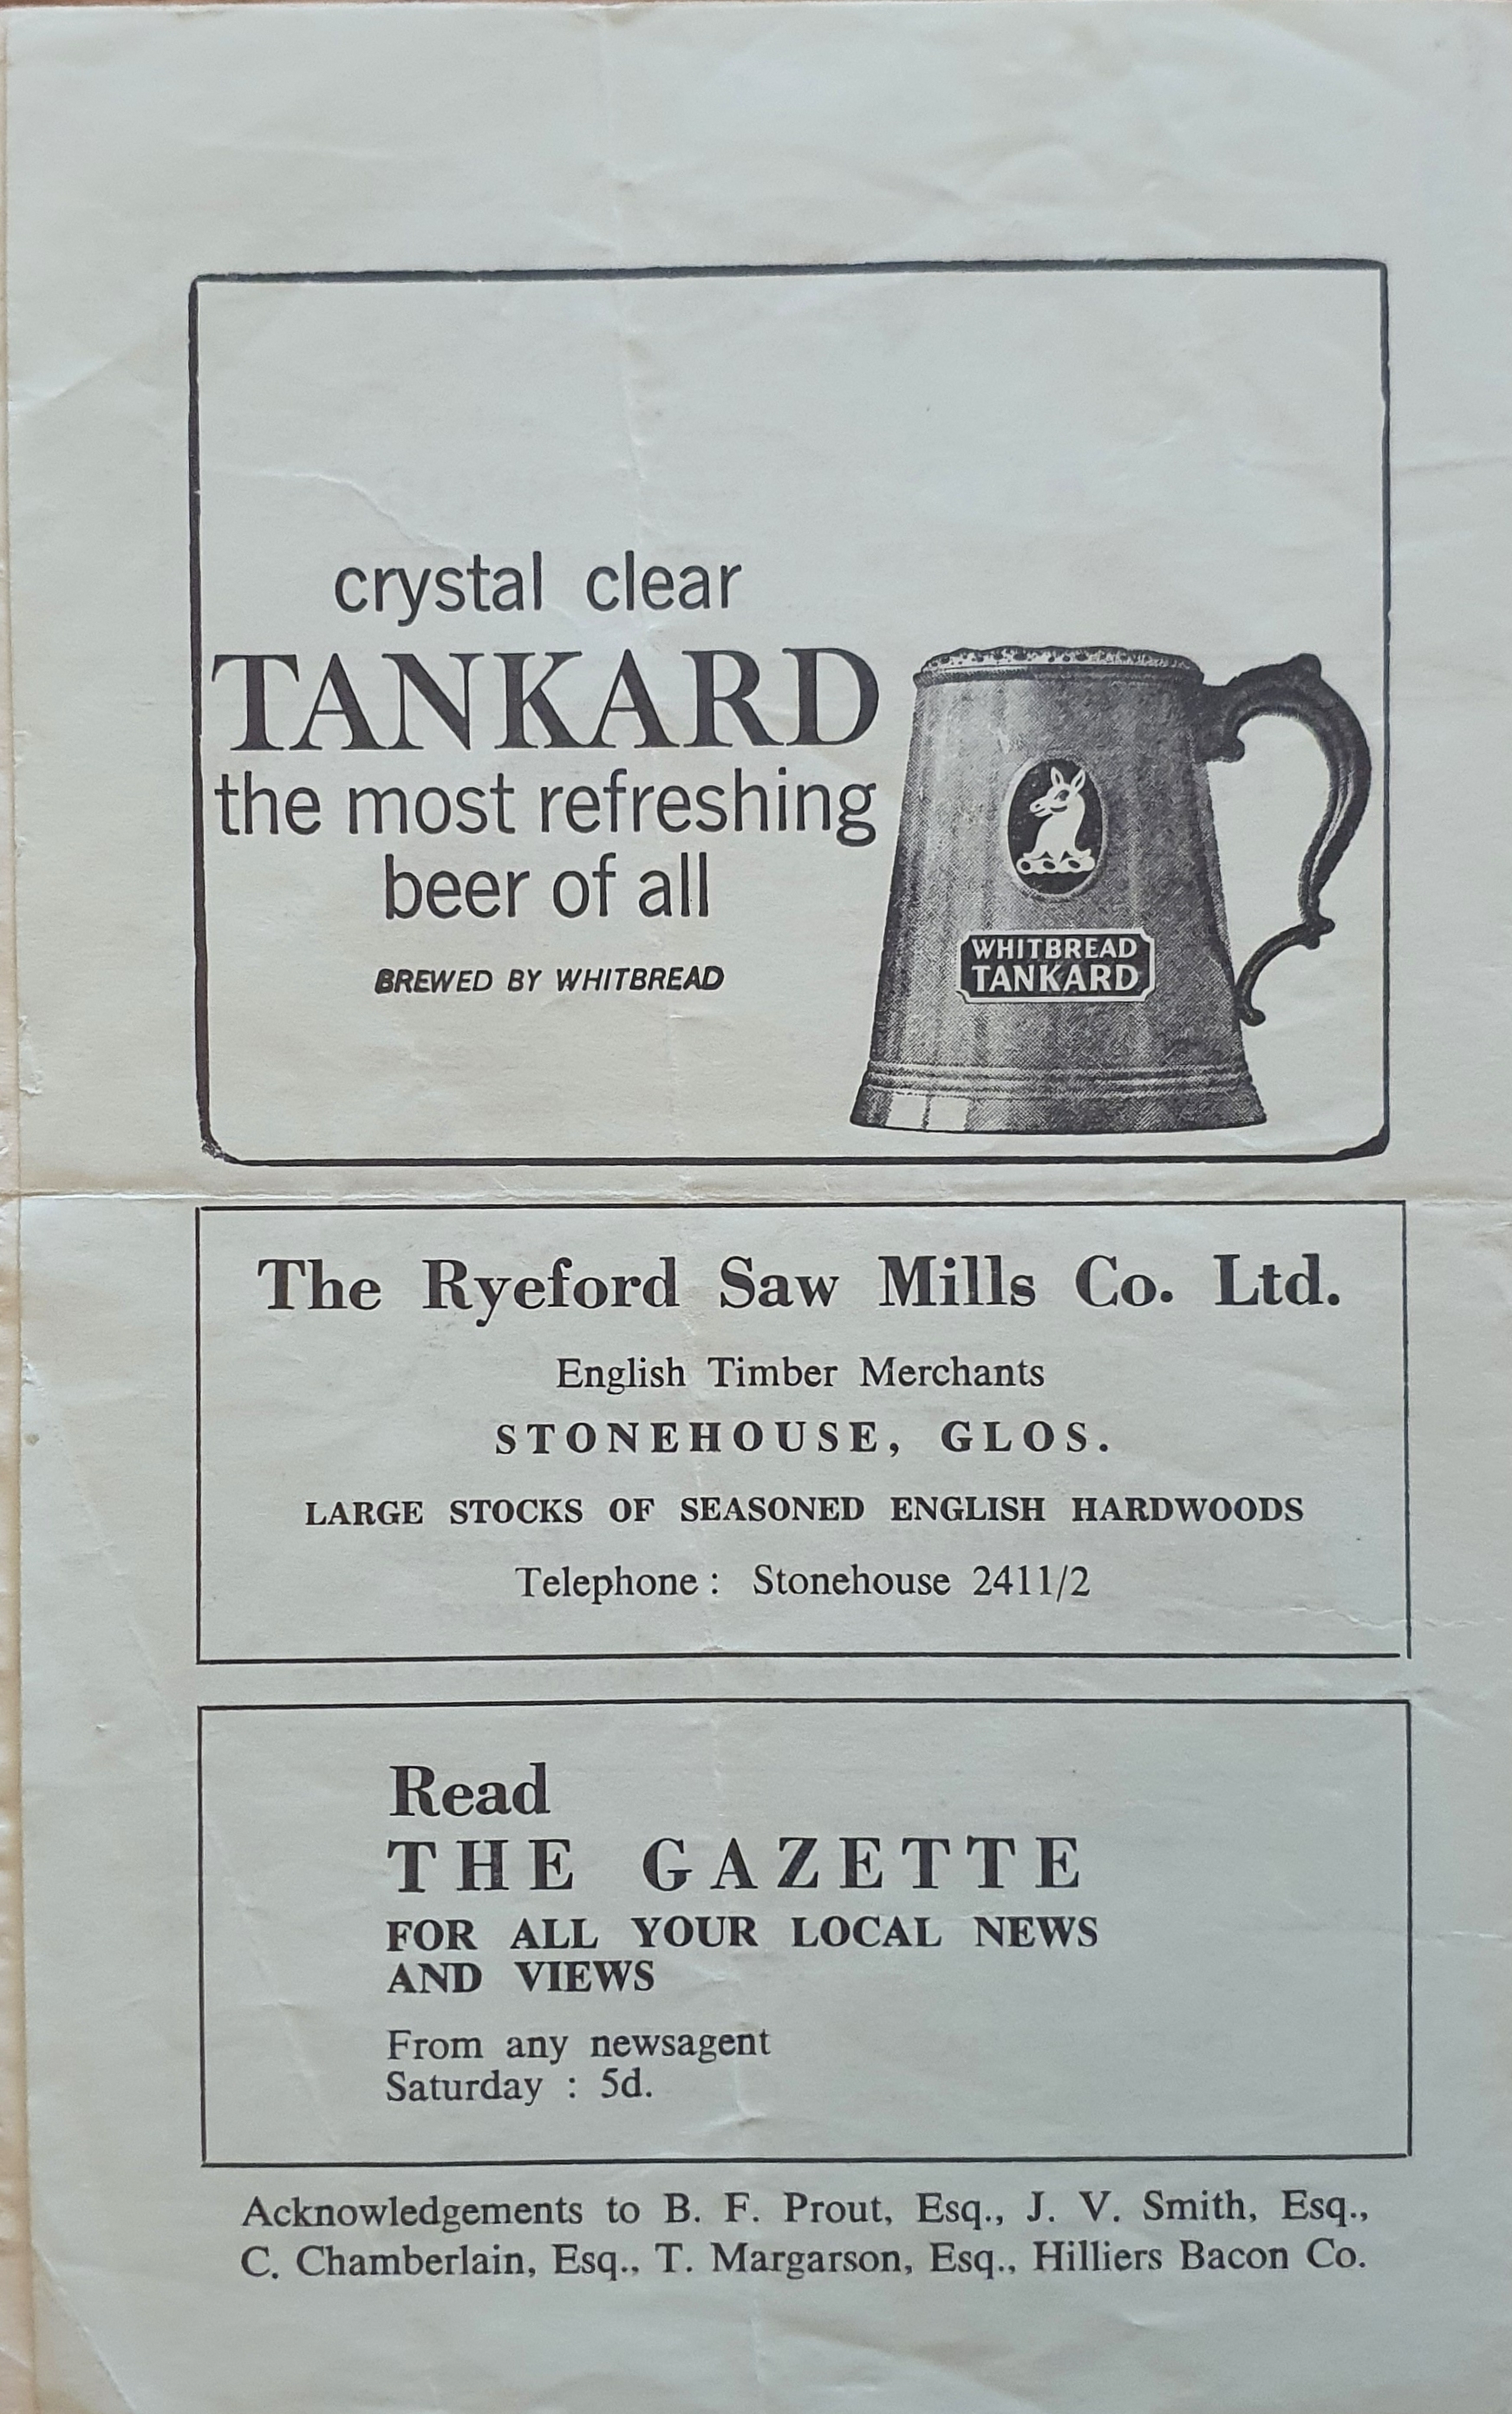 crystal clear
TANKARD
the most refreshing
beer of all
BREWED BY WHITBREAD
WHITBREAD
TANKARD
The Ryeford Saw Mills Co. Ltd.
English Timber Merchants
STONEHOUSE, GLOS.
LARGE STOCKS OF SEASONED ENGLISH HARDWOODS
Telephone : Stonehouse 2411/2
Read
THE GAZETTE
FOR ALL YOUR LOCAL NEWS
AND VIEWS
From any newsagent
Saturday : 5d.
Acknowledgements to B. F. Prout, Esq., J. V. Smith, Esq.,
C. Chamberlain, Esq., T. Margarson, Esq., Hilliers Bacon Co.